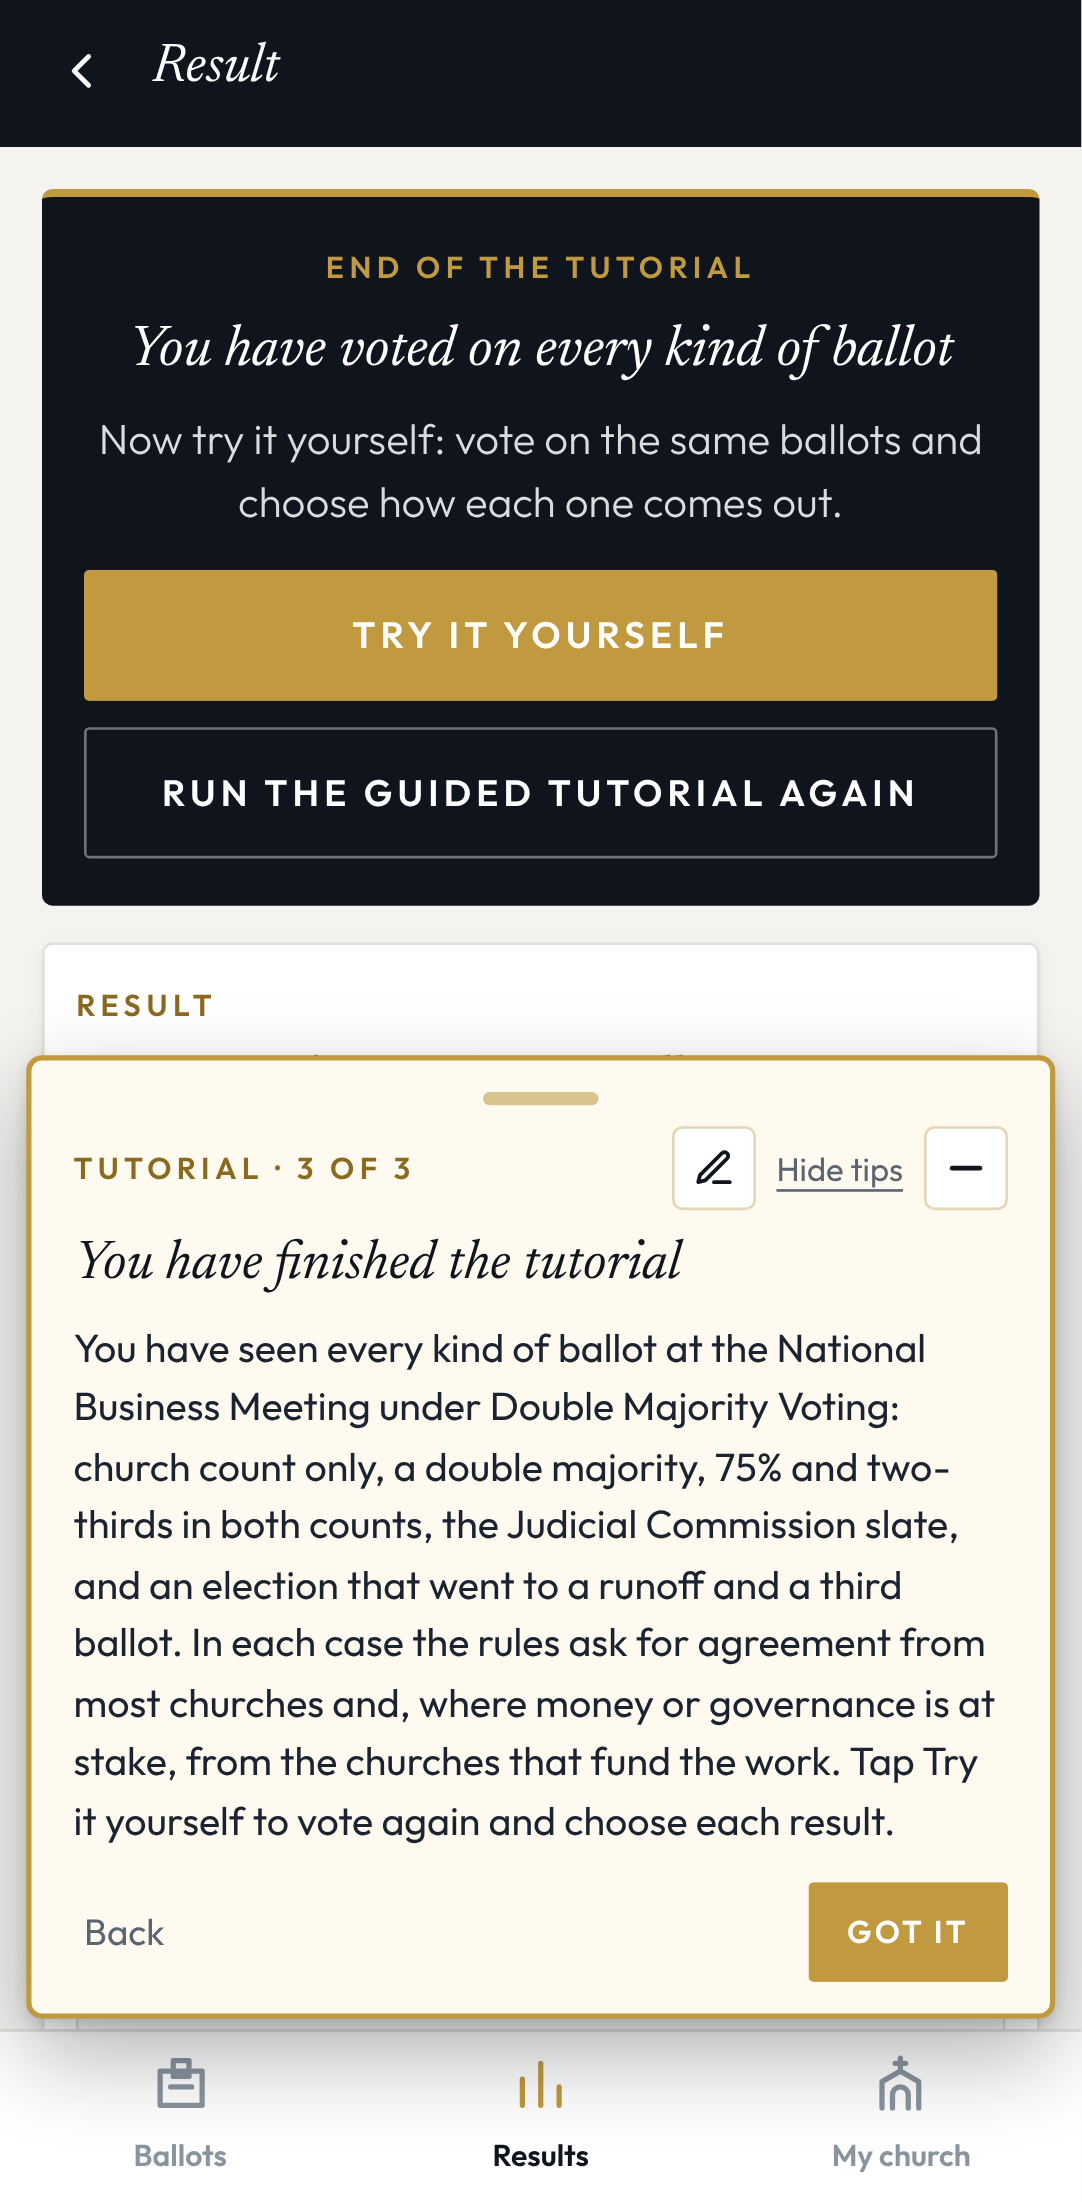 Result
END OF THE TUTORIAL
You have voted on every kind of ballot
Now try it yourself: vote on the same ballots and
choose how each one comes out.
TRY IT YOURSELF
RUN THE GUIDED TUTORIAL AGAIN
RESULT
TUTORIAL · 3 OF 3
Hide tips
You have finished the tutorial
You have seen every kind of ballot at the National
Business Meeting under Double Majority Voting:
church count only, a double majority, 75% and two-
thirds in both counts, the Judicial Commission slate,
and an election that went to a runoff and a third
ballot. In each case the rules ask for agreement from
most churches and, where money or governance is at
stake, from the churches that fund the work. Tap Try
it yourself to vote again and choose each result.
Back
GOT IT
Ballots
Results
My church